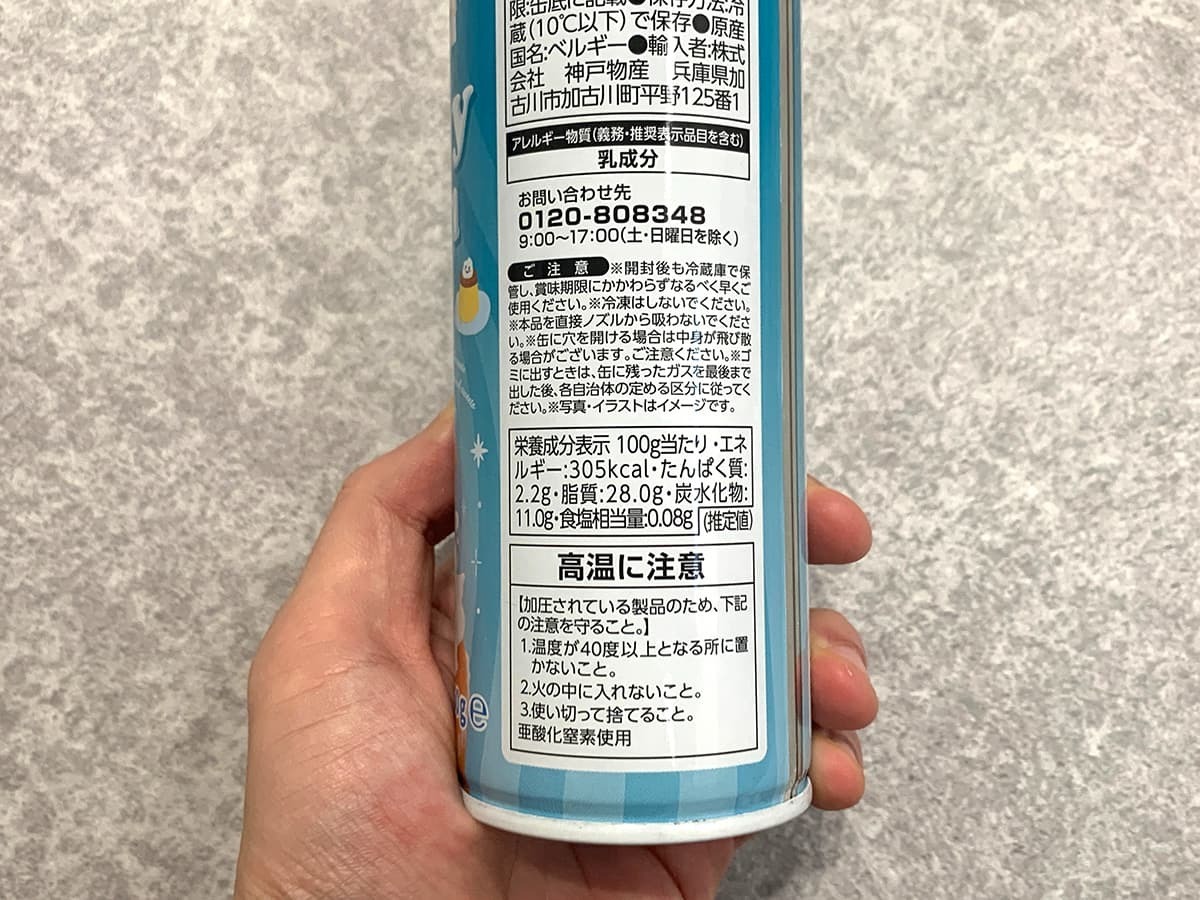 限:缶底に記載●保存方法:冷
蔵(10℃以下)で保存●原産
国名:ベルギー●輸入者:株式
会社 神戸物産 兵庫県加
古川市加古川町平野125番1
アレルギー物質(義務・推奨表示品目を含む)
乳成分
お問い合わせ先
0120-808348
9:00〜17:00(土・日曜日を除く)
ご注意 ※開封後も冷蔵庫で保
管し、賞味期限にかかわらずなるべく早くご
使用ください。※冷凍はしないでください。
※本品を直接ノズルから吸わないでくださ
い。※缶に穴を開ける場合は中身が飛び散
る場合がございます。ご注意ください。※ゴ
ミに出すときは、缶に残ったガスを最後まで
出した後、各自治体の定める区分に従ってく
ださい。※写真・イラストはイメージです。
栄養成分表示 100g当たり・エネ
ルギー:305kcal・たんぱく質:
2.2g・脂質:28.0g・炭水化物:
11.0g・食塩相当量:0.08g (推定値)
高温に注意
【加圧されている製品のため、下記
の注意を守ること。】
1.温度が40度以上となる所に置
かないこと。
2.火の中に入れないこと。
3.使い切って捨てること。
亜酸化窒素使用
g e